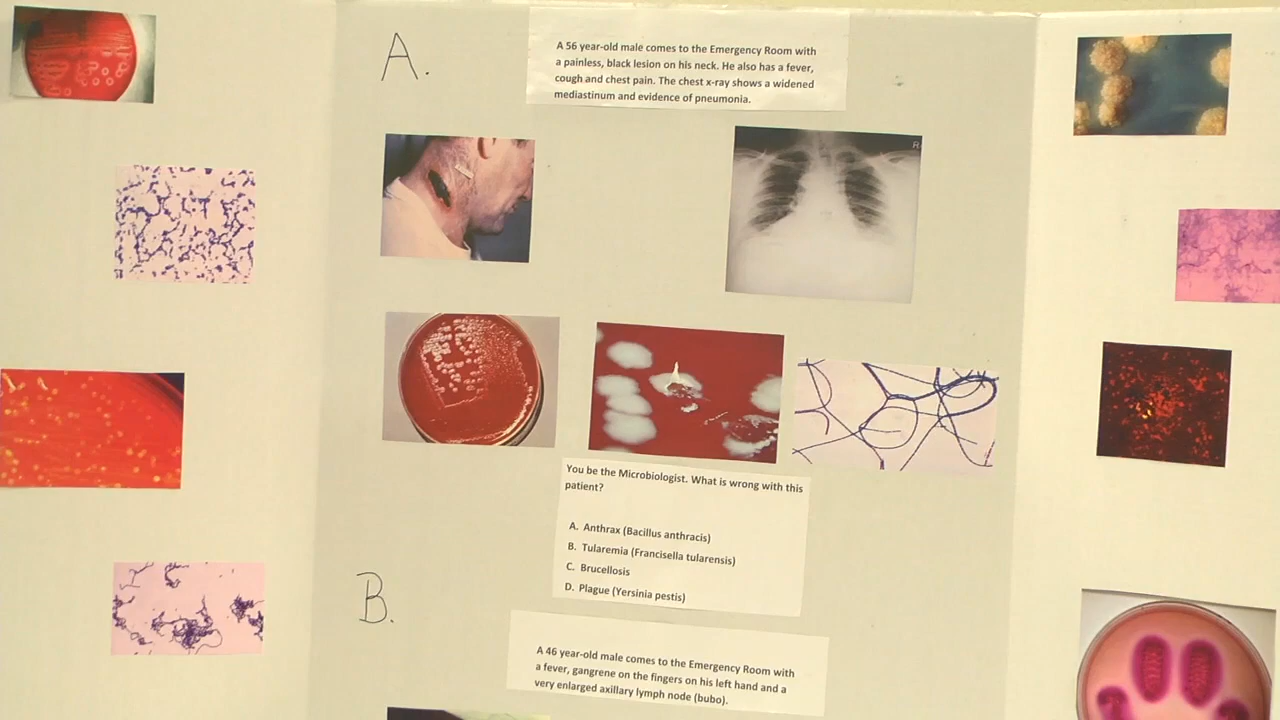 A.
A 56 year-old male comes to the Emergency Room with
a painless, black lesion on his neck. He also has a fever,
cough and chest pain. The chest x-ray shows a widened
mediastinum and evidence of pneumonia.
R
You be the Microbiologist. What is wrong with this
patient?
A. Anthrax (Bacillus anthracis)
B. Tularemia (Francisella tularensis)
C. Brucellosis
D. Plague (Yersinia pestis)
B.
A 46 year-old male comes to the Emergency Room with
a fever, gangrene on the fingers on his left hand and a
very enlarged axillary lymph node (bubo).